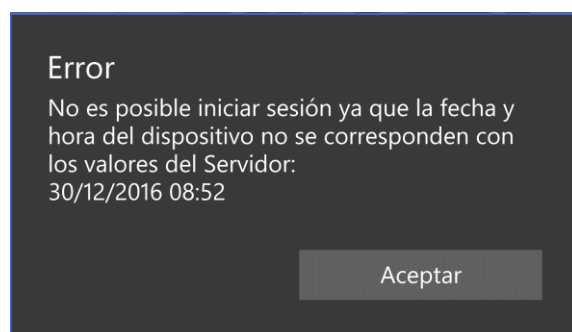 Error
No es posible iniciar sesión ya que la fecha y
hora del dispositivo no se corresponden con
los valores del Servidor:
30/12/2016 08:52
Aceptar